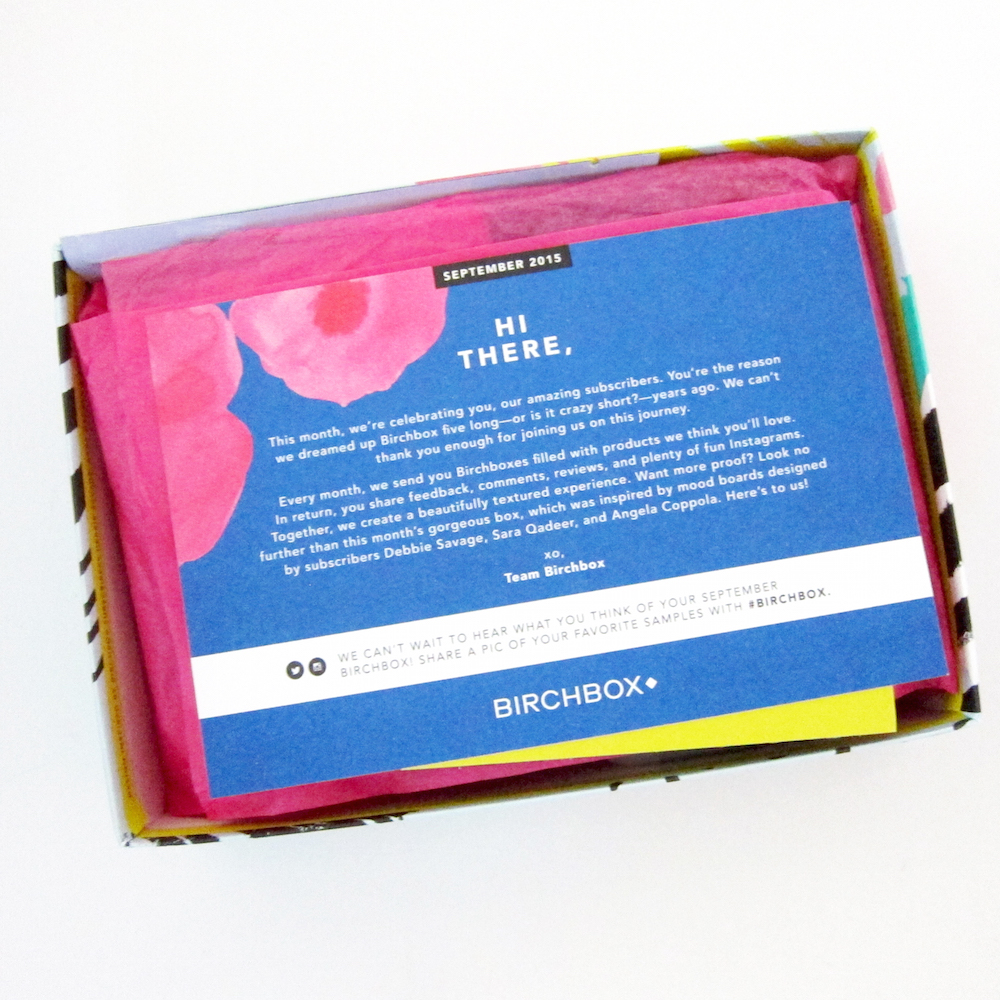 SEPTEMBER 2015
HI
THERE,
This month, we're celebrating you, our amazing subscribers. You're the reason
we dreamed up Birchbox five long—or is it crazy short?—years ago. We can't
thank you enough for joining us on this journey.
Every month, we send you Birchboxes filled with products we think you'll love.
In return, you share feedback, comments, reviews, and plenty of fun Instagrams.
Together, we create a beautifully textured experience. Want more proof? Look no
further than this month's gorgeous box, which was inspired by mood boards designed
by subscribers Debbie Savage, Sara Qadeer, and Angela Coppola. Here's to us!
xo,
Team Birchbox
WE CAN'T WAIT TO HEAR WHAT YOU THINK OF YOUR SEPTEMBER
BIRCHBOX! SHARE A PIC OF YOUR FAVORITE SAMPLES WITH #BIRCHBOX.
BIRCHBOX